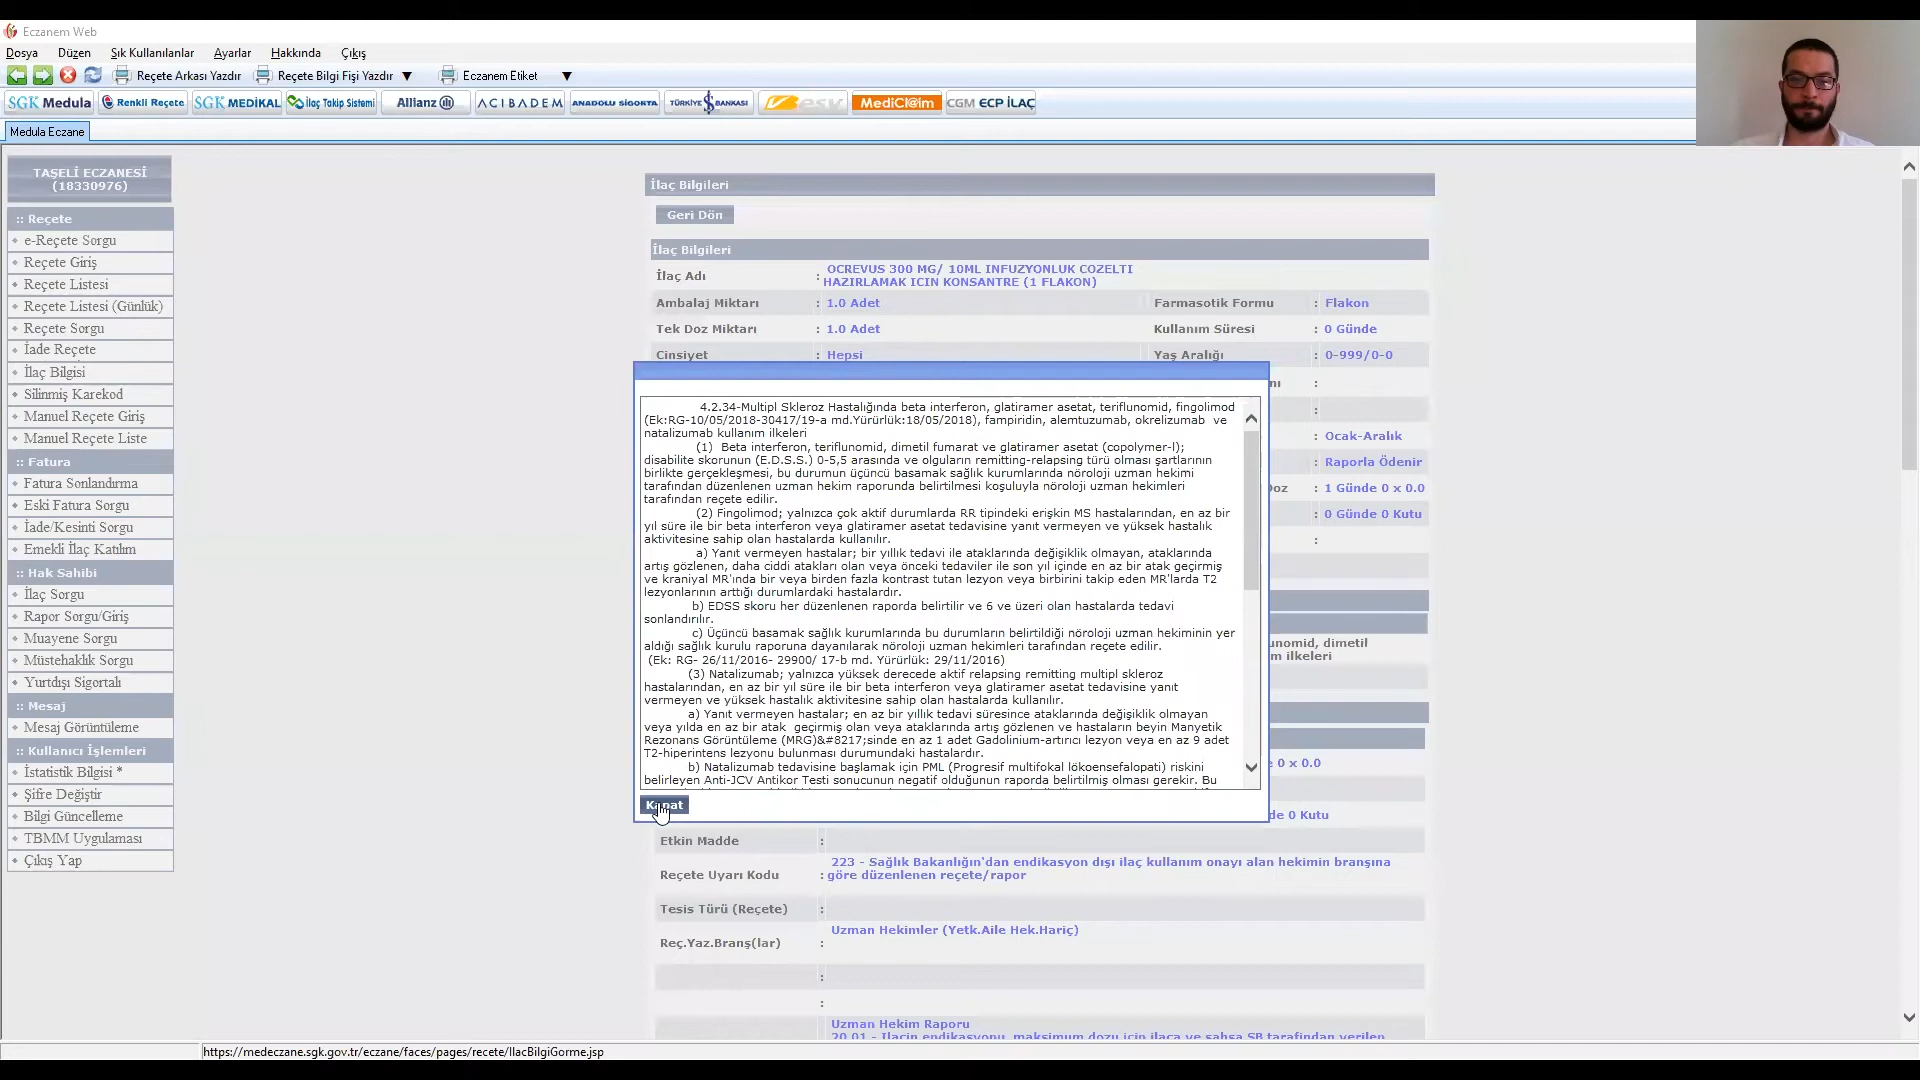 Eczanem Web
Dosya Düzen Sık Kullanılanlar Ayarlar Hakkında Çıkış
Reçete Arkası Yazdır Reçete Bilgi Fişi Yazdır Eczanem Etiket
SGK Medula Renkli Reçete SGK MEDİKAL İlaç Takip Sistemi Allianz ACIBADEM ANADOLU SİGORTA TÜRKİYE İŞ BANKASI MediCl@im CGM ECP İLAÇ
Medula Eczane
TAŞELİ ECZANESİ
(18330976)
:: Reçete
e-Reçete Sorgu
Reçete Giriş
Reçete Listesi
Reçete Listesi (Günlük)
Reçete Sorgu
İade Reçete
İlaç Bilgisi
Silinmiş Karekod
Manuel Reçete Giriş
Manuel Reçete Liste
:: Fatura
Fatura Sonlandırma
Eski Fatura Sorgu
İade/Kesinti Sorgu
Emekli İlaç Katılım
:: Hak Sahibi
İlaç Sorgu
Rapor Sorgu/Giriş
Muayene Sorgu
Müstehaklık Sorgu
Yurtdışı Sigortalı
:: Mesaj
Mesaj Görüntüleme
:: Kullanıcı İşlemleri
İstatistik Bilgisi *
Şifre Değiştir
Bilgi Güncelleme
TBMM Uygulaması
Çıkış Yap
İlaç Bilgileri
Geri Dön
İlaç Bilgileri
İlaç Adı : OCREVUS 300 MG/ 10ML INFUZYONLUK COZELTI
HAZIRLAMAK ICIN KONSANTRE (1 FLAKON)
Ambalaj Miktarı : 1.0 Adet Farmasotik Formu : Flakon
Tek Doz Miktarı : 1.0 Adet Kullanım Süresi : 0 Günde
Cinsiyet : Hepsi Yaş Aralığı : 0-999/0-0
:
:
: Ocak-Aralık
: Raporla Ödenir
Doz : 1 Günde 0 x 0.0
: 0 Günde 0 Kutu
:
4.2.34-Multipl Skleroz Hastalığında beta interferon, glatiramer asetat, teriflunomid, fingolimod
(Ek:RG-10/05/2018-30417/19-a md.Yürürlük:18/05/2018), fampiridin, alemtuzumab, okrelizumab ve
natalizumab kullanım ilkeleri
(1) Beta interferon, teriflunomid, dimetil fumarat ve glatiramer asetat (copolymer-l);
disabilite skorunun (E.D.S.S.) 0-5,5 arasında ve olguların remitting-relapsing türü olması şartlarının
birlikte gerçekleşmesi, bu durumun üçüncü basamak sağlık kurumlarında nöroloji uzman hekimi
tarafından düzenlenen uzman hekim raporunda belirtilmesi koşuluyla nöroloji uzman hekimleri
tarafından reçete edilir.
(2) Fingolimod; yalnızca çok aktif durumlarda RR tipindeki erişkin MS hastalarından, en az bir
yıl süre ile bir beta interferon veya glatiramer asetat tedavisine yanıt vermeyen ve yüksek hastalık
aktivitesine sahip olan hastalarda kullanılır.
a) Yanıt vermeyen hastalar; bir yıllık tedavi ile ataklarında değişiklik olmayan, ataklarında
artış gözlenen, daha ciddi atakları olan veya önceki tedaviler ile son yıl içinde en az bir atak geçirmiş
ve kraniyal MR'ında bir veya birden fazla kontrast tutan lezyon veya birbirini takip eden MR'larda T2
lezyonlarının arttığı durumlardaki hastalardır.
b) EDSS skoru her düzenlenen raporda belirtilir ve 6 ve üzeri olan hastalarda tedavi
sonlandırılır.
c) Üçüncü basamak sağlık kurumlarında bu durumların belirtildiği nöroloji uzman hekiminin yer
aldığı sağlık kurulu raporuna dayanılarak nöroloji uzman hekimleri tarafından reçete edilir.
(Ek: RG- 26/11/2016- 29900/ 17-b md. Yürürlük: 29/11/2016)
(3) Natalizumab; yalnızca yüksek derecede aktif relapsing remitting multipl skleroz
hastalarından, en az bir yıl süre ile bir beta interferon veya glatiramer asetat tedavisine yanıt
vermeyen ve yüksek hastalık aktivitesine sahip olan hastalarda kullanılır.
a) Yanıt vermeyen hastalar; en az bir yıllık tedavi süresince ataklarında değişiklik olmayan
veya yılda en az bir atak geçirmiş olan veya ataklarında artış gözlenen ve hastaların beyin Manyetik
Rezonans Görüntüleme (MRG)&#8217;sinde en az 1 adet Gadolinium-artırıcı lezyon veya en az 9 adet
T2-hiperintens lezyonu bulunması durumundaki hastalardır.
b) Natalizumab tedavisine başlamak için PML (Progresif multifokal lökoensefalopati) riskini
belirleyen Anti-JCV Antikor Testi sonucunun negatif olduğunun raporda belirtilmiş olması gerekir. Bu
Kapat
unomid, dimetil
m ilkeleri
e 0 x 0.0
de 0 Kutu
Etkin Madde :
Reçete Uyarı Kodu : 223 - Sağlık Bakanlığın'dan endikasyon dışı ilaç kullanım onayı alan hekimin branşına
göre düzenlenen reçete/rapor
Tesis Türü (Reçete) :
Reç.Yaz.Branş(lar) : Uzman Hekimler (Yetk.Aile Hek.Hariç)
:
:
Uzman Hekim Raporu
20.01 - İlacın endikasyonu, maksimum dozu için ilaca ve şahsa SB tarafından verilen
https://medeczane.sgk.gov.tr/eczane/faces/pages/recete/IlacBilgiGorme.jsp